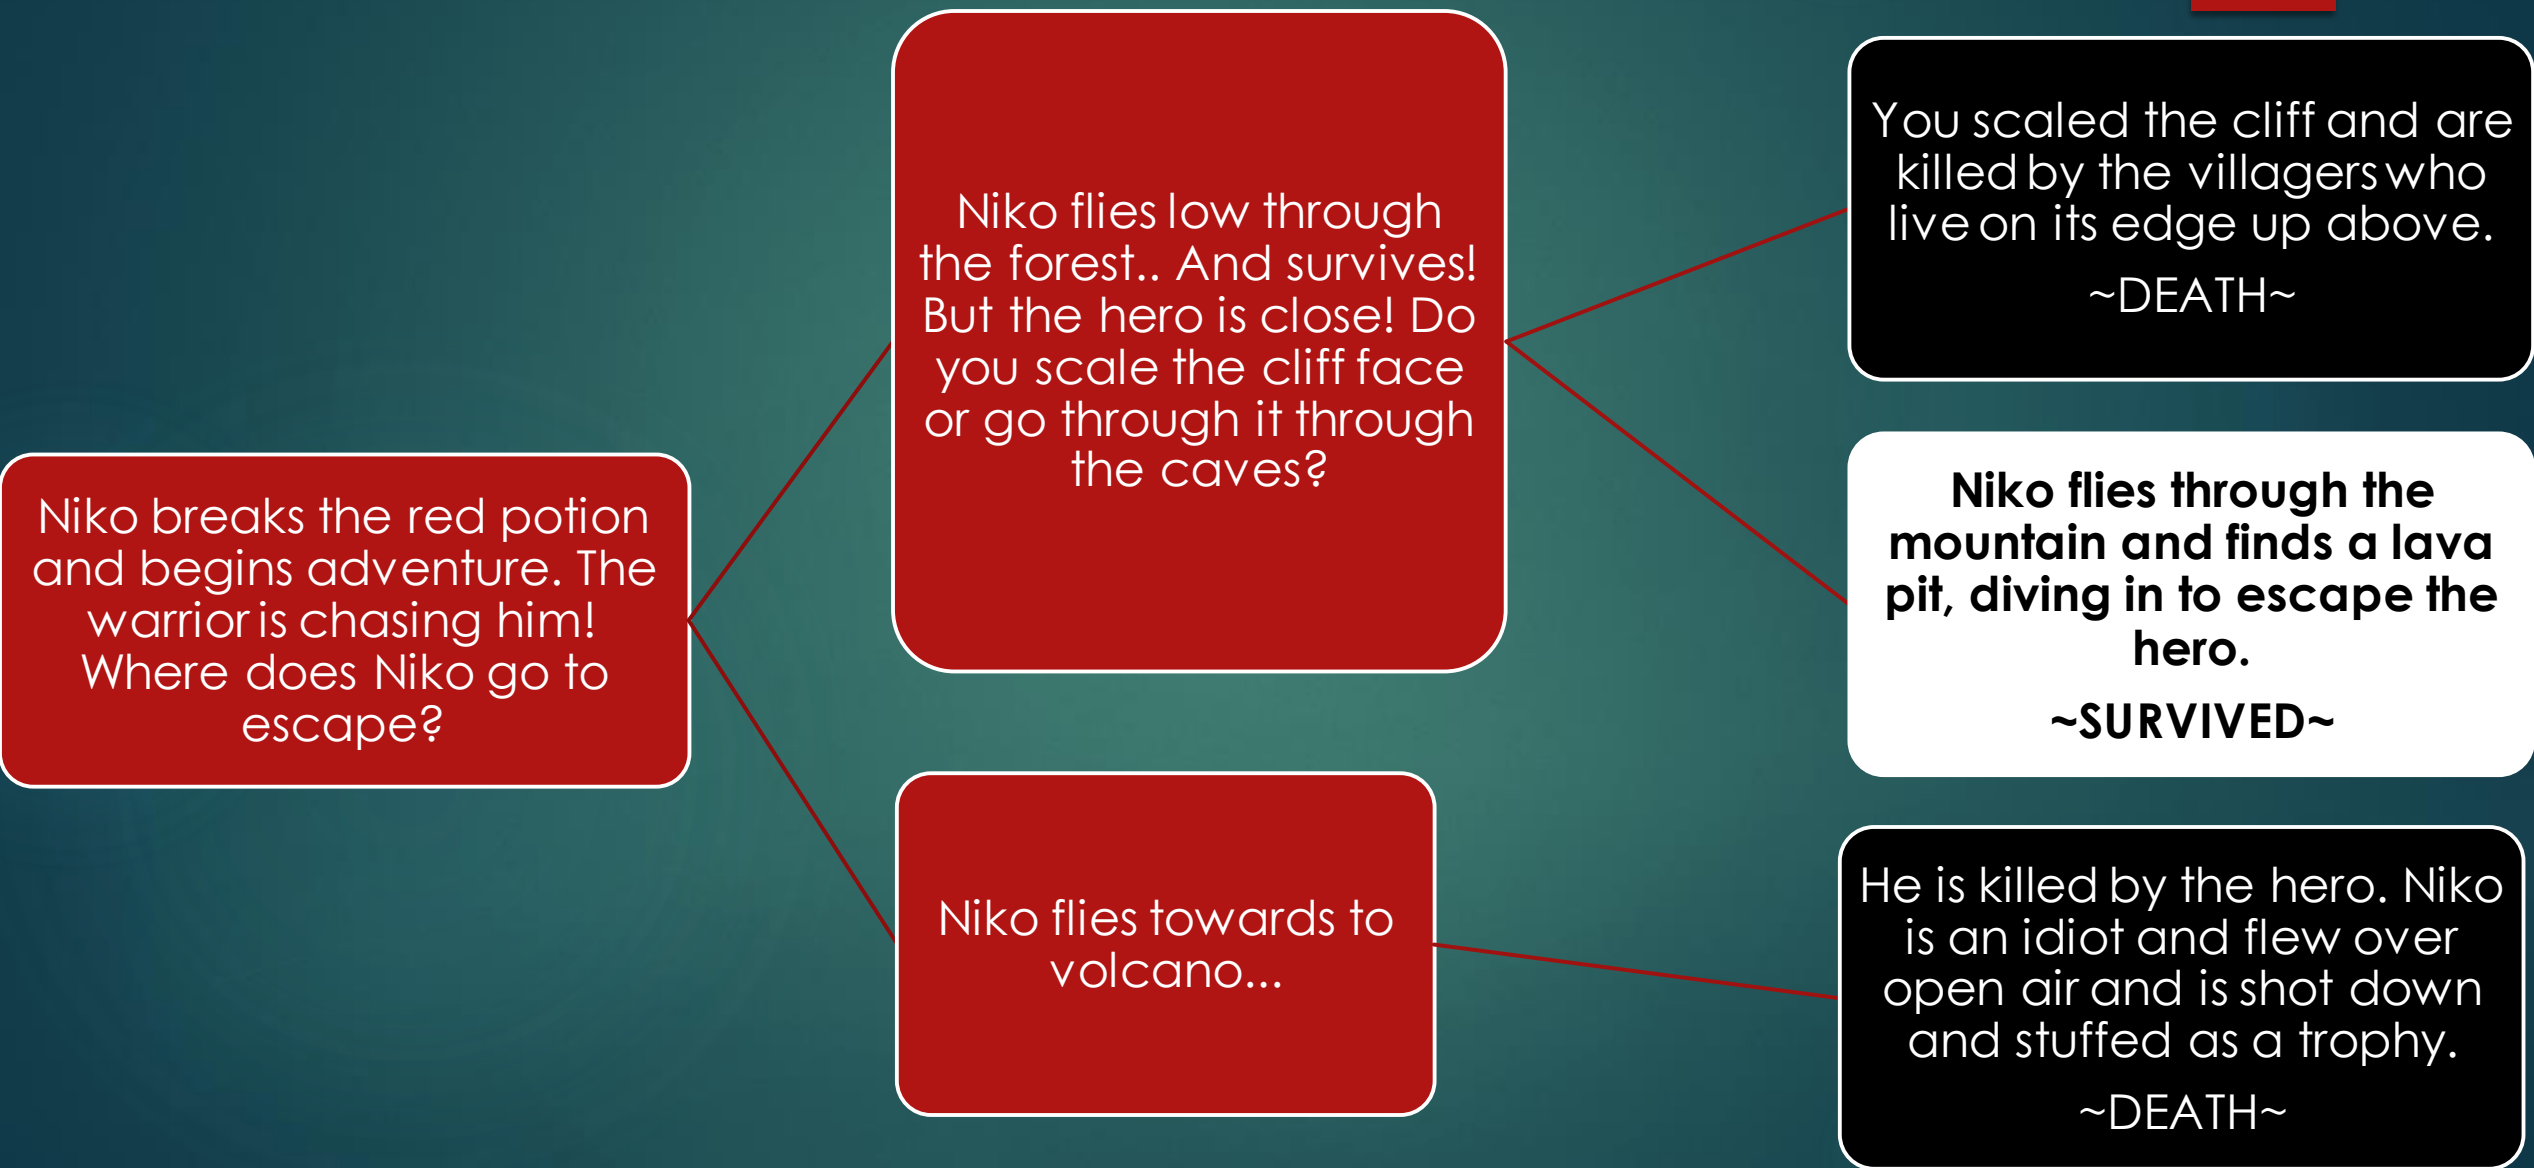 Niko breaks the red potion
and begins adventure. The
warrior is chasing him!
Where does Niko go to
escape?
Niko flies low through
the forest.. And survives!
But the hero is close! Do
you scale the cliff face
or go through it through
the caves?
Niko flies towards to
volcano...
You scaled the cliff and are
killed by the villagers who
live on its edge up above.
~DEATH~
Niko flies through the
mountain and finds a lava
pit, diving in to escape the
hero.
~SURVIVED~
He is killed by the hero. Niko
is an idiot and flew over
open air and is shot down
and stuffed as a trophy.
~DEATH~